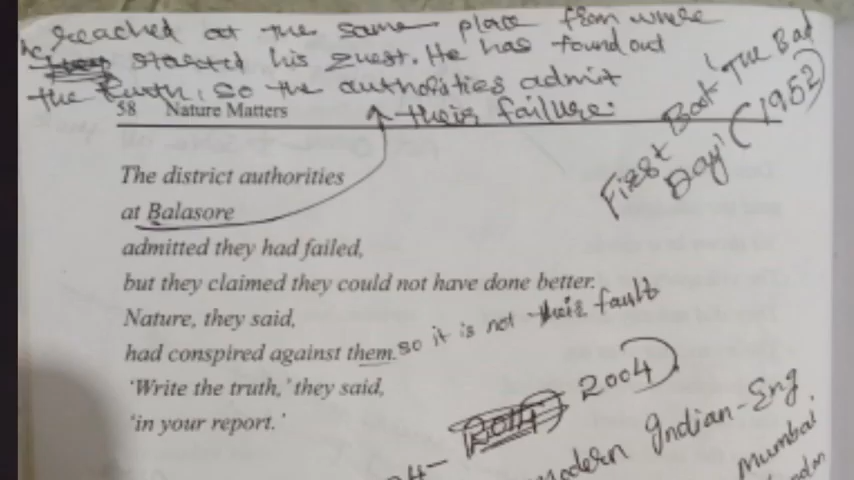 reached at the same place from where
he started his quest. He has found out
the truth, so the authorities admit
their failure.
58 Nature Matters
First Book 'The Bad
Day' (1952)
The district authorities
at Balasore
admitted they had failed,
but they claimed they could not have done better.
Nature, they said,
had conspired against them.
so it is not their fault
'Write the truth,' they said,
'in your report.'
2004)
Modern Indian-Eng
Mumbai